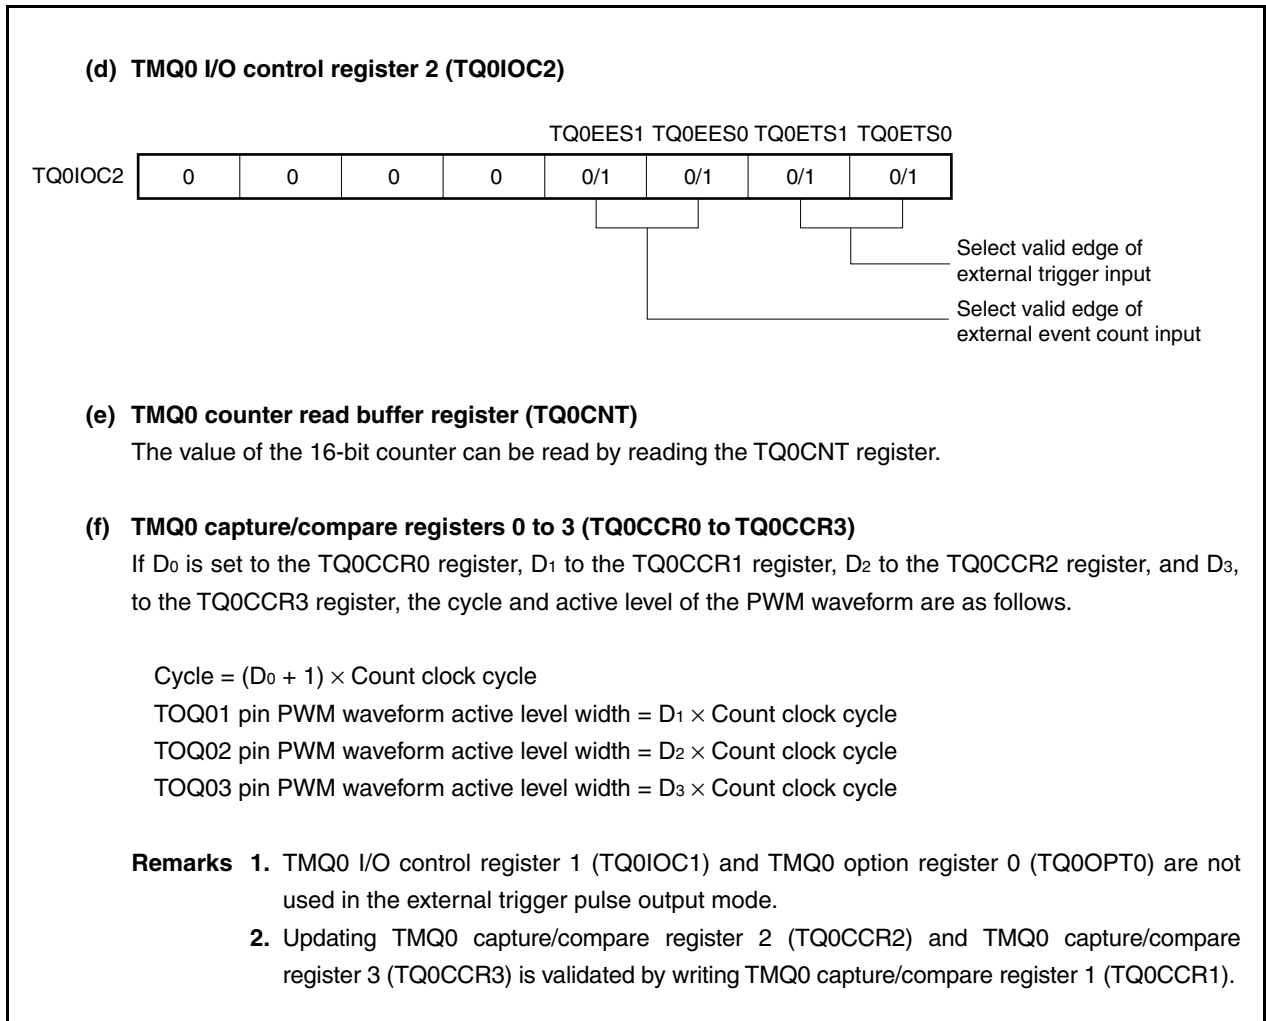 (d) TMQ0 I/O control register 2 (TQ0IOC2)
TQ0EES1 TQ0EES0 TQ0ETS1 TQ0ETS0
TQ0IOC2 0 0 0 0 0/1 0/1 0/1 0/1
Select valid edge of
external trigger input
Select valid edge of
external event count input
(e) TMQ0 counter read buffer register (TQ0CNT)
The value of the 16-bit counter can be read by reading the TQ0CNT register.
(f) TMQ0 capture/compare registers 0 to 3 (TQ0CCR0 to TQ0CCR3)
If D0 is set to the TQ0CCR0 register, D1 to the TQ0CCR1 register, D2 to the TQ0CCR2 register, and D3,
to the TQ0CCR3 register, the cycle and active level of the PWM waveform are as follows.
Cycle = (D0 + 1) × Count clock cycle
TOQ01 pin PWM waveform active level width = D1 × Count clock cycle
TOQ02 pin PWM waveform active level width = D2 × Count clock cycle
TOQ03 pin PWM waveform active level width = D3 × Count clock cycle
Remarks 1. TMQ0 I/O control register 1 (TQ0IOC1) and TMQ0 option register 0 (TQ0OPT0) are not
used in the external trigger pulse output mode.
2. Updating TMQ0 capture/compare register 2 (TQ0CCR2) and TMQ0 capture/compare
register 3 (TQ0CCR3) is validated by writing TMQ0 capture/compare register 1 (TQ0CCR1).